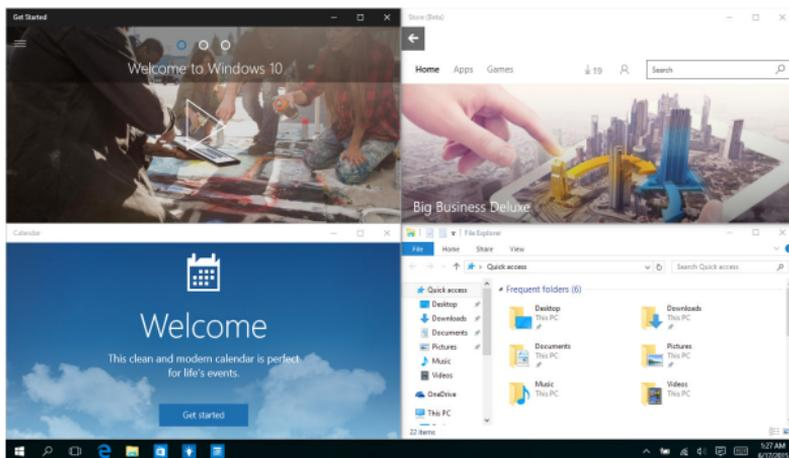 Get Started
Welcome to Windows 10
Store (Beta)
Home Apps Games
19
Search
Big Business Deluxe
Calendar
Welcome
This clean and modern calendar is perfect
for life's events.
Get started
File Explorer
File Home Share View
Quick access
Search Quick access
Quick access
Desktop
Downloads
Documents
Pictures
Music
Videos
OneDrive
This PC
Frequent folders (6)
Desktop
This PC
Downloads
This PC
Documents
This PC
Pictures
This PC
Music
This PC
Videos
This PC
22 items
5:27 AM
6/17/2015